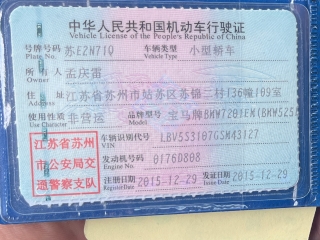 中华人民共和国机动车行驶证
Vehicle License of the People's Republic of China
号牌号码 苏E2N71Q 车辆类型 小型轿车
Plate No. Vehicle Type
所有人 孟庆雷
Owner
住址 江苏省苏州市姑苏区苏锦二村136幢109室
Address
使用性质 非营运 品牌型号 宝马牌BMW7201EM(BMW525
Use Character Model
江苏省苏州
市公安局交
通警察支队
车辆识别代号 LBV5S3107GSM43127
VIN
发动机号码 0176D808
Engine No.
注册日期 2015-12-29 发证日期 2015-12-29
Register Date Issue Date